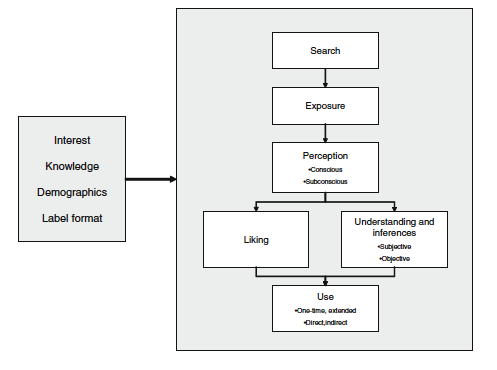 Search
Exposure
Interest
Knowledge
Demographics
Label format
Perception
•Conscious
•Subconscious
Liking
Understanding and
inferences
•Subjective
•Objective
Use
•One-time, extended
•Direct,indirect